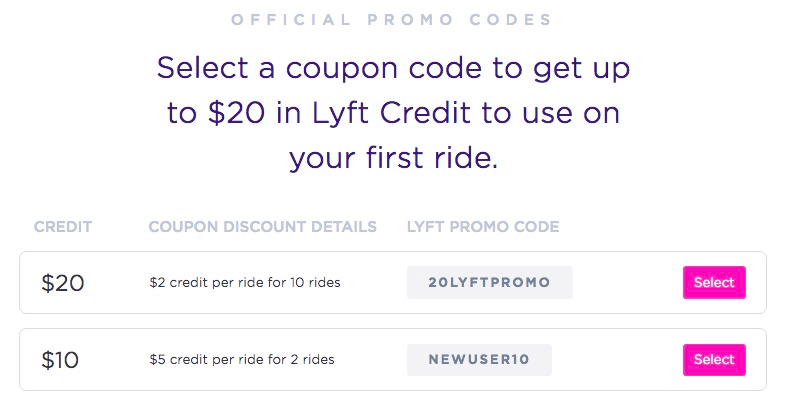 OFFICIAL PROMO CODES
Select a coupon code to get up
to $20 in Lyft Credit to use on
your first ride.
CREDIT COUPON DISCOUNT DETAILS LYFT PROMO CODE
$20 $2 credit per ride for 10 rides 20LYFTPROMO Select
$10 $5 credit per ride for 2 rides NEWUSER10 Select